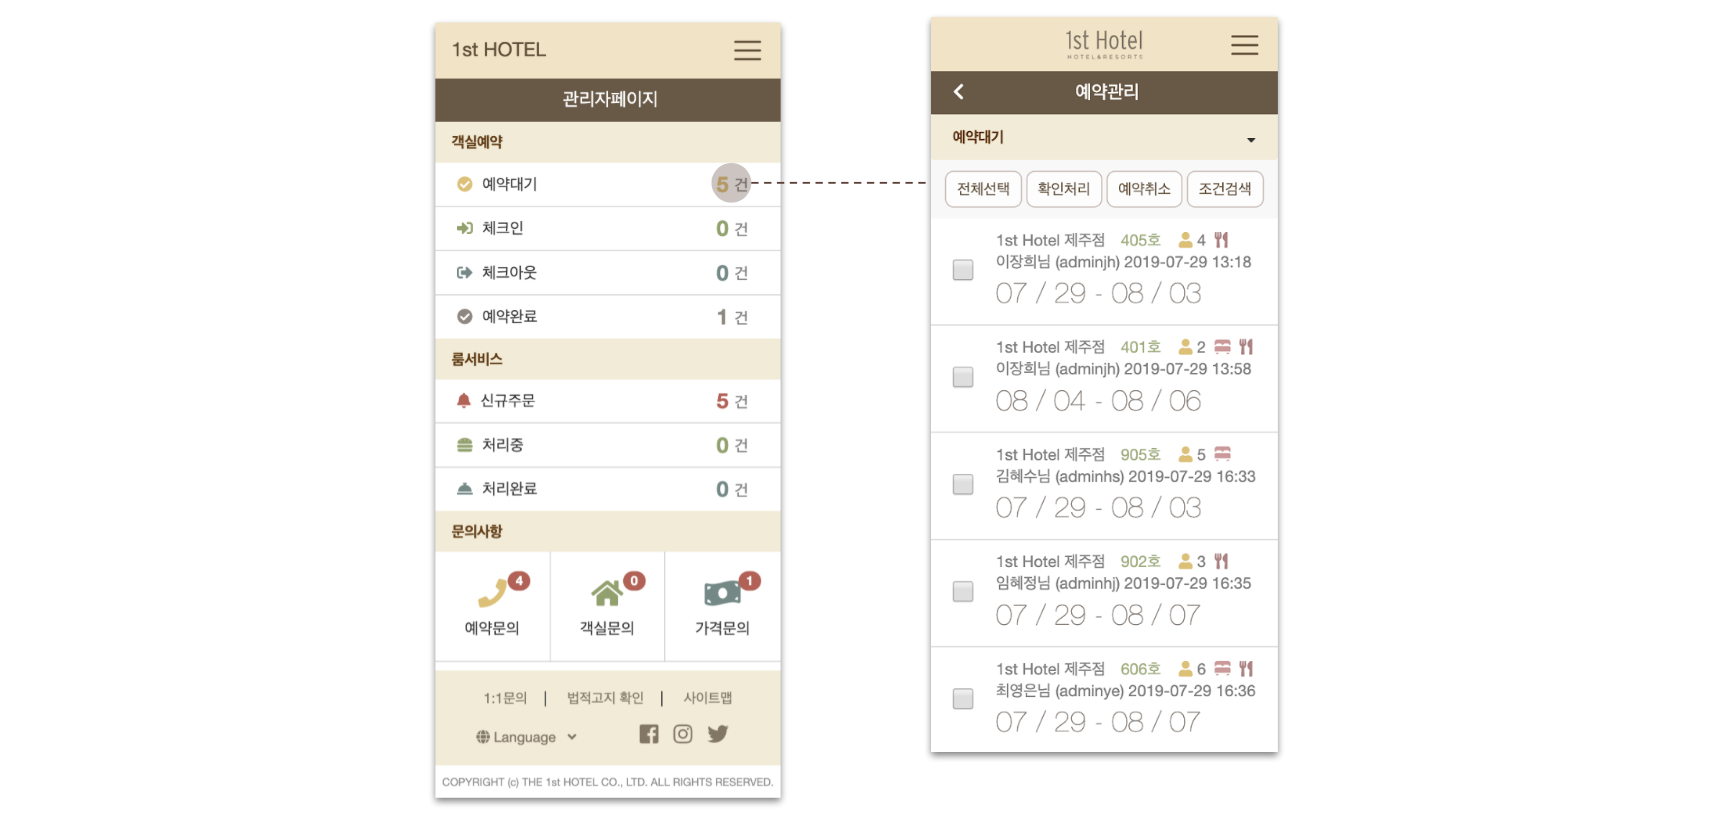 1st HOTEL
관리자페이지
객실예약
예약대기 5 건
체크인 0 건
체크아웃 0 건
예약완료 1 건
룸서비스
신규주문 5 건
처리중 0 건
처리완료 0 건
문의사항
4 0 1
예약문의 객실문의 가격문의
1:1문의 | 법적고지 확인 | 사이트맵
Language
COPYRIGHT (c) THE 1st HOTEL CO., LTD. ALL RIGHTS RESERVED.
1st Hotel
HOTEL&RESORTS
예약관리
예약대기
전체선택 확인처리 예약취소 조건검색
1st Hotel 제주점 405호 4
이장희님 (adminjh) 2019-07-29 13:18
07 / 29 - 08 / 03
1st Hotel 제주점 401호 2
이장희님 (adminjh) 2019-07-29 13:58
08 / 04 - 08 / 06
1st Hotel 제주점 905호 5
김혜수님 (adminhs) 2019-07-29 16:33
07 / 29 - 08 / 03
1st Hotel 제주점 902호 3
임혜정님 (adminhj) 2019-07-29 16:35
07 / 29 - 08 / 07
1st Hotel 제주점 606호 6
최영은님 (adminye) 2019-07-29 16:36
07 / 29 - 08 / 07